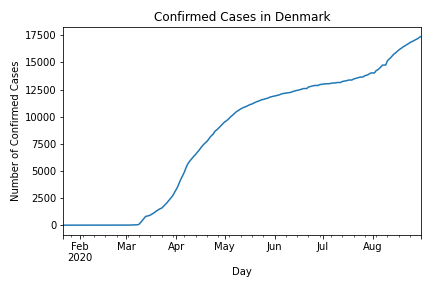 Confirmed Cases in Denmark
Number of Confirmed Cases
17500
15000
12500
10000
7500
5000
2500
0
Feb Mar Apr May Jun Jul Aug
2020
Day